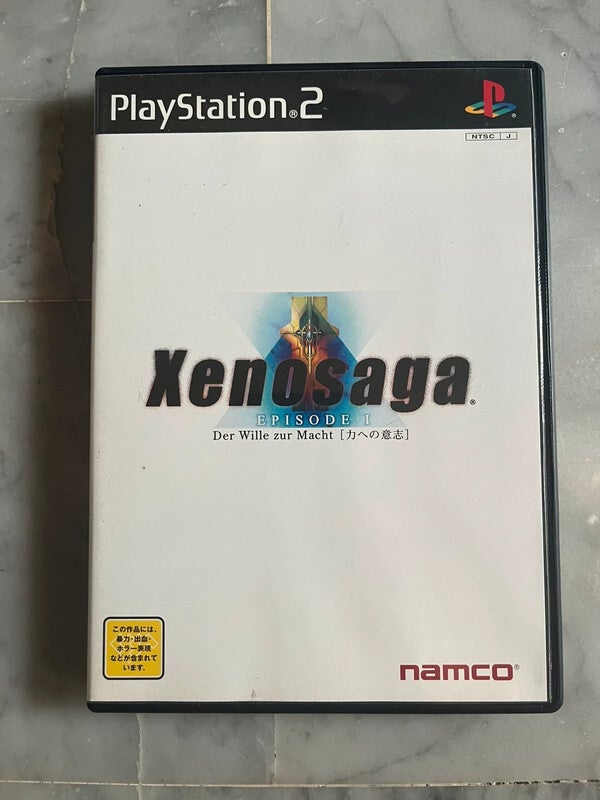 PlayStation®2
NTSC J
Xenosaga®
EPISODE I
Der Wille zur Macht [力への意志]
この作品には、
暴力・出血・
ホラー表現
などが含まれて
います。
namco®